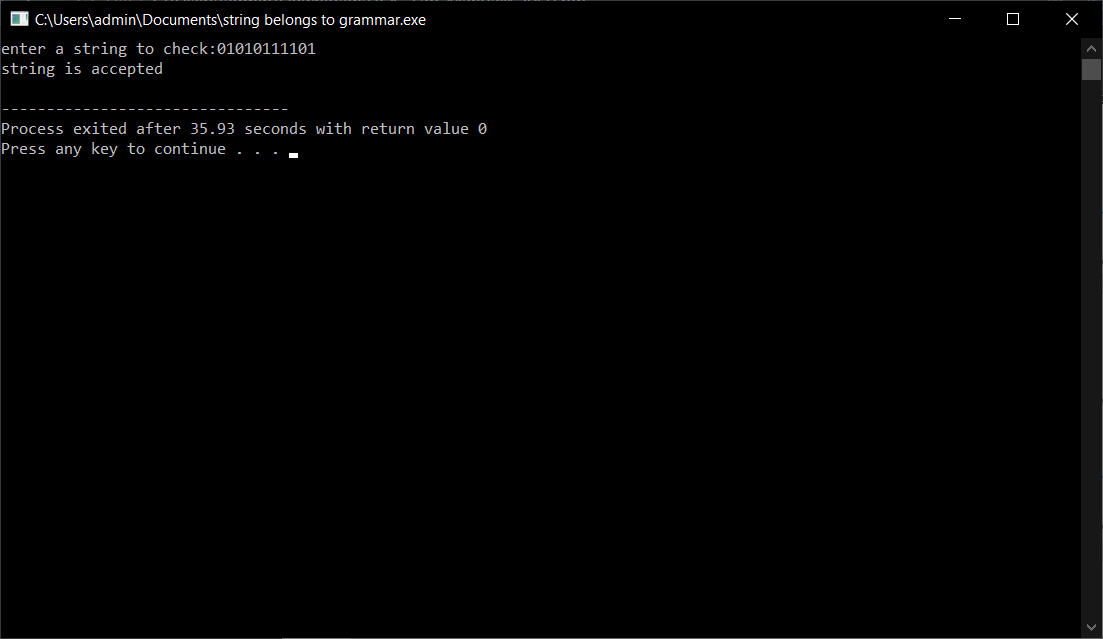 C:\Users\admin\Documents\string belongs to grammar.exe
enter a string to check:01010111101
string is accepted
--------------------------------
Process exited after 35.93 seconds with return value 0
Press any key to continue . . .